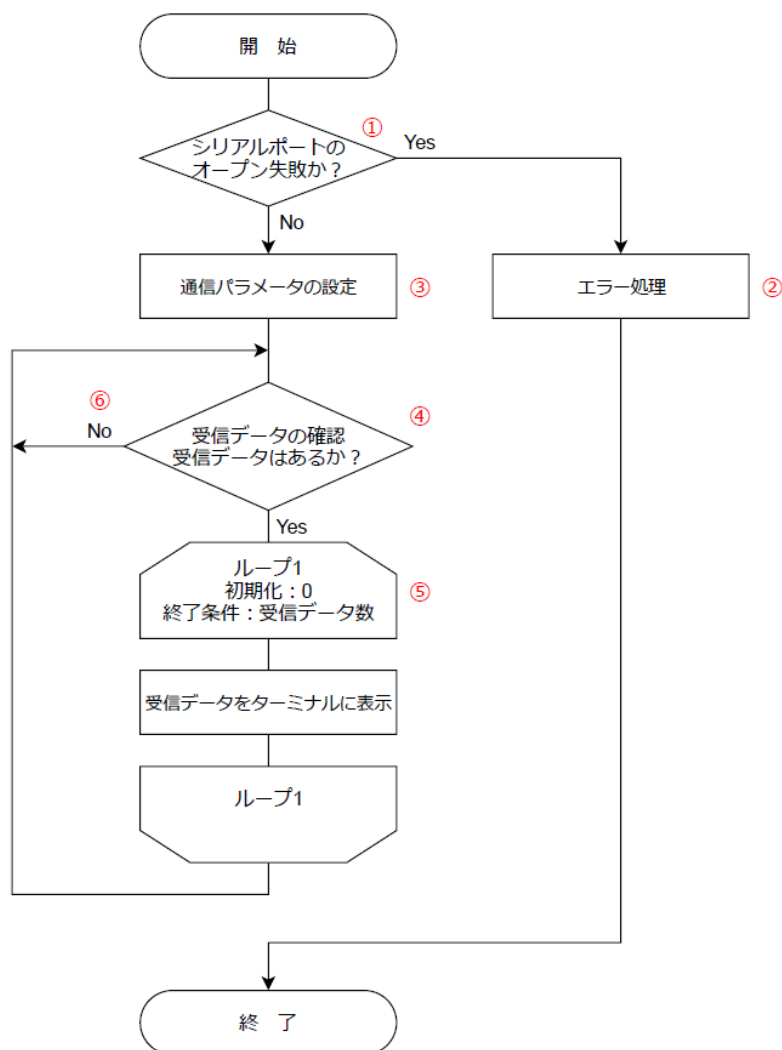 開　始
①
シリアルポートの
オープン失敗か？
Yes
No
通信パラメータの設定
③
エラー処理
②
⑥
No
④
受信データの確認
受信データはあるか？
Yes
ループ1
初期化：0
終了条件：受信データ数
⑤
受信データをターミナルに表示
ループ1
終　了